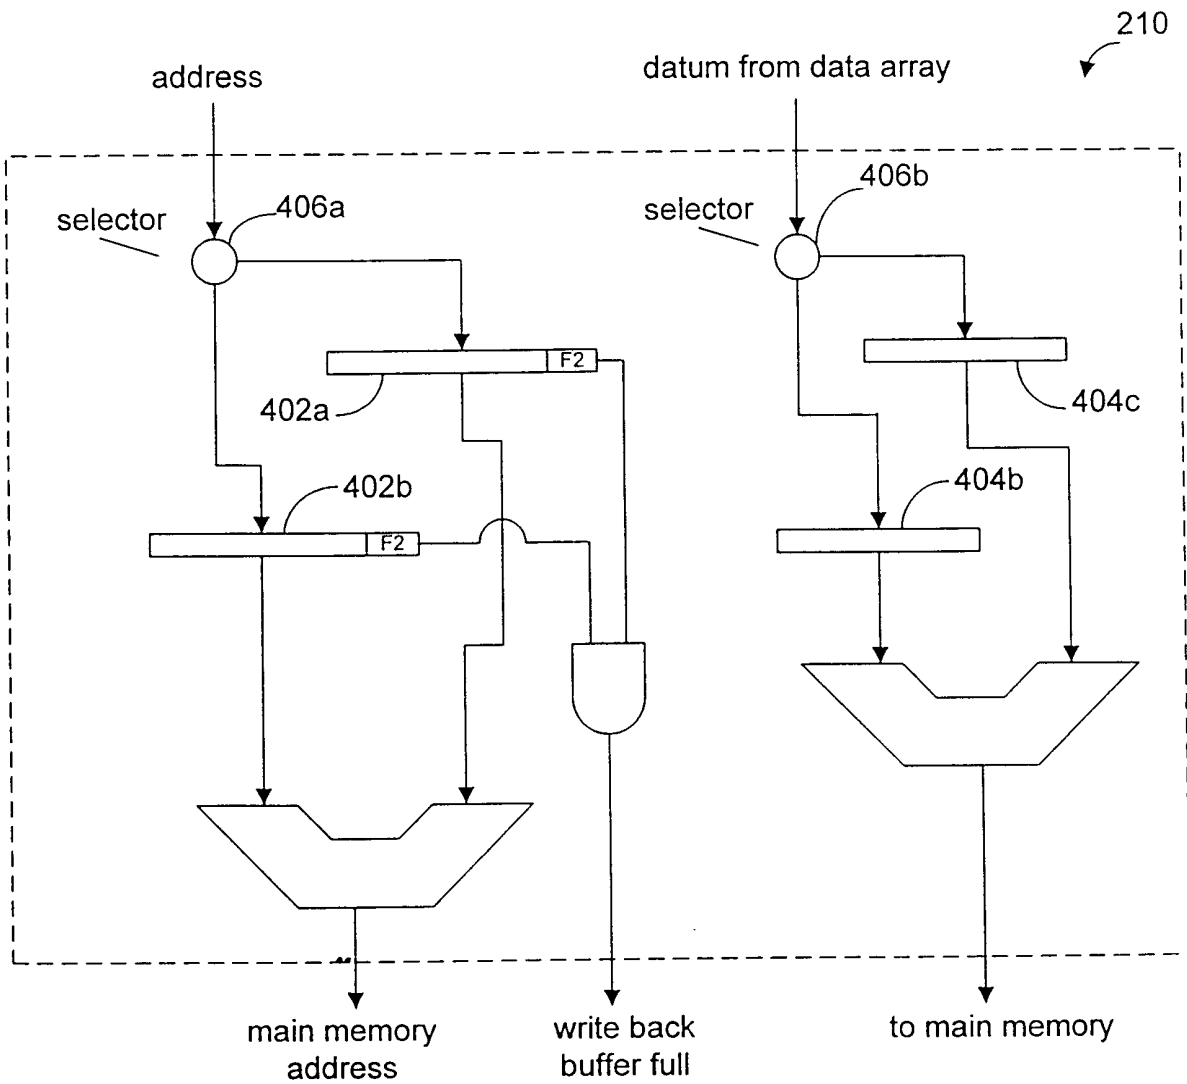 210
address
datum from data array
406a
406b
selector
selector
F2
402a
404c
402b
404b
F2
main memory
address
write back
buffer full
to main memory